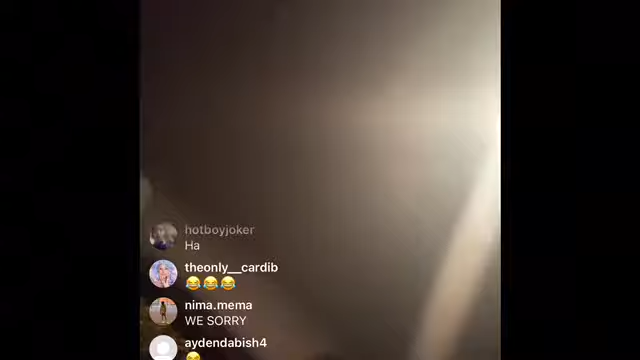 hotboyjoker
Ha
theonly__cardib
😂😂😂
nima.mema
WE SORRY
aydendabish4
😂